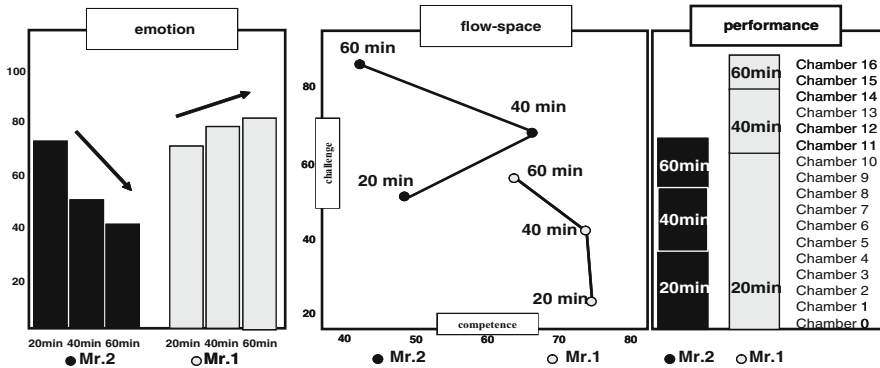 emotion
100
80
60
40
20
20min 40min 60min 20min 40min 60min
Mr.2 Mr.1
flow-space
80
60
40
20
challenge
60 min
40 min
20 min
60 min
40 min
20 min
competence
40 50 60 70 80
Mr.2 Mr.1
performance
60min
40min
20min
60min
40min
20min
Chamber 16
Chamber 15
Chamber 14
Chamber 13
Chamber 12
Chamber 11
Chamber 10
Chamber 9
Chamber 8
Chamber 7
Chamber 6
Chamber 5
Chamber 4
Chamber 3
Chamber 2
Chamber 1
Chamber 0
Mr.2 Mr.1